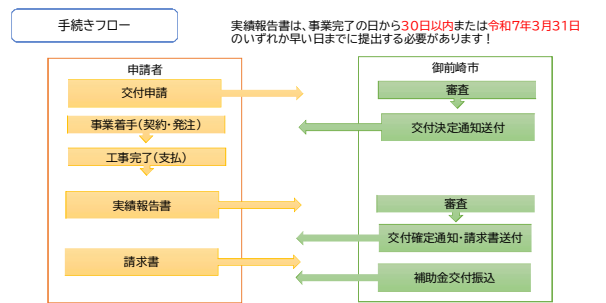 手続きフロー
実績報告書は、事業完了の日から30日以内または令和7年3月31日
のいずれか早い日までに提出する必要があります！
申請者
交付申請
事業着手（契約・発注）
工事完了（支払）
実績報告書
請求書
御前崎市
審査
交付決定通知送付
審査
交付確定通知・請求書送付
補助金交付振込